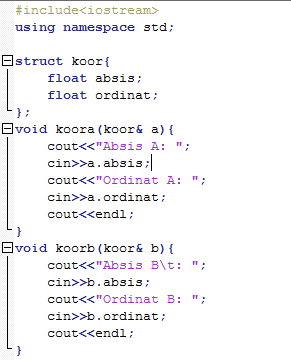 #include<iostream>
using namespace std;
struct koor{
float absis;
float ordinat;
};
void koora(koor& a){
cout<<"Absis A: ";
cin>>a.absis;
cout<<"Ordinat A: ";
cin>>a.ordinat;
cout<<endl;
}
void koorb(koor& b){
cout<<"Absis B\t: ";
cin>>b.absis;
cout<<"Ordinat B: ";
cin>>b.ordinat;
cout<<endl;
}